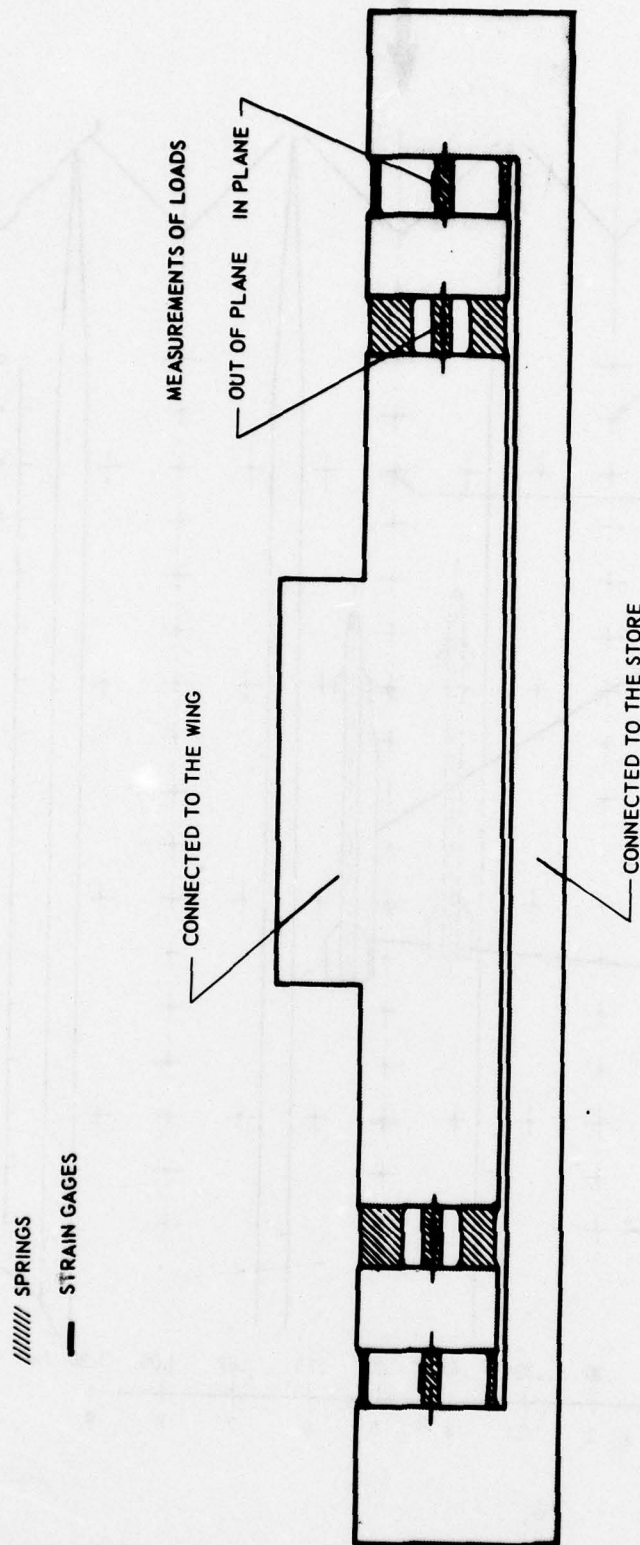 SPRINGS
STRAIN GAGES
MEASUREMENTS OF LOADS
OUT OF PLANE IN PLANE
CONNECTED TO THE WING
CONNECTED TO THE STORE